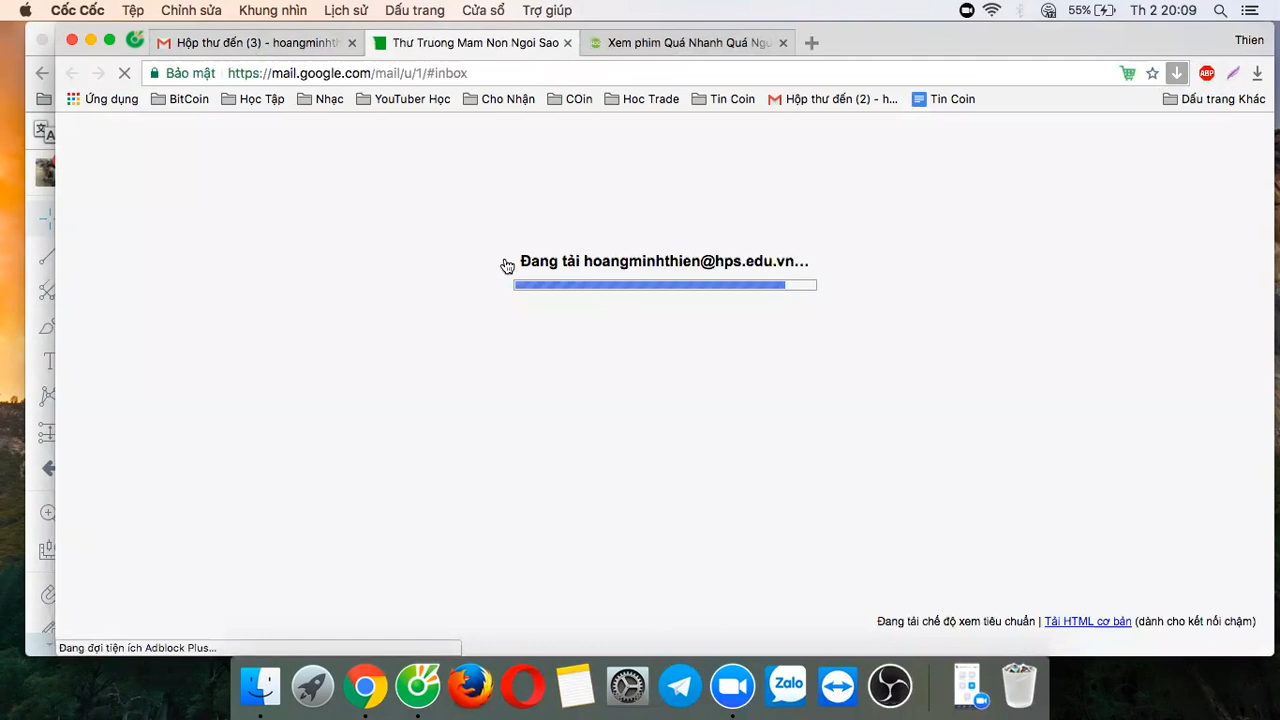 Cốc Cốc Tệp Chỉnh sửa Khung nhìn Lịch sử Dấu trang Cửa sổ Trợ giúp 55% Th 2 20:09
Hộp thư đến (3) - hoangminhth Thư Truong Mam Non Ngoi Sao Xem phim Quá Nhanh Quá Ngu Thien
Bảo mật https://mail.google.com/mail/u/1/#inbox ABP
Ứng dụng BitCoin Học Tập Nhạc YouTuber Học Cho Nhận COin Hoc Trade Tin Coin Hộp thư đến (2) - h... Tin Coin Dấu trang Khác
Đang tải hoangminhthien@hps.edu.vn...
Đang tải chế độ xem tiêu chuẩn | Tải HTML cơ bản (dành cho kết nối chậm)
Đang đợi tiện ích Adblock Plus...
Zalo